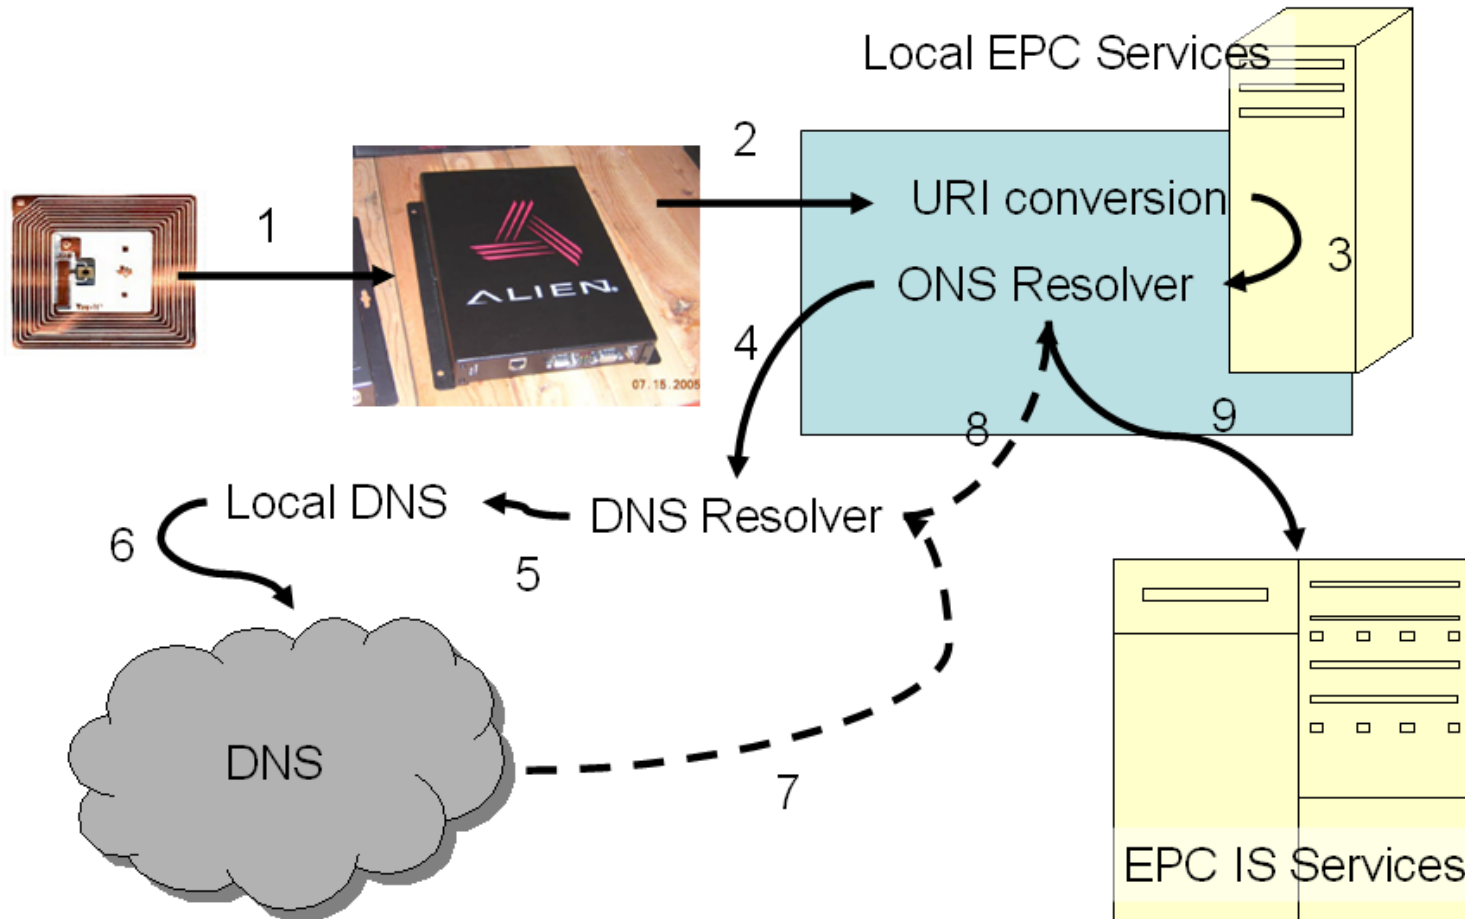 Local EPC Services
2
URI conversion
1
3
ONS Resolver
ALIEN
4
07.15.2005
8
9
Local DNS
DNS Resolver
6
5
DNS
7
EPC IS Services